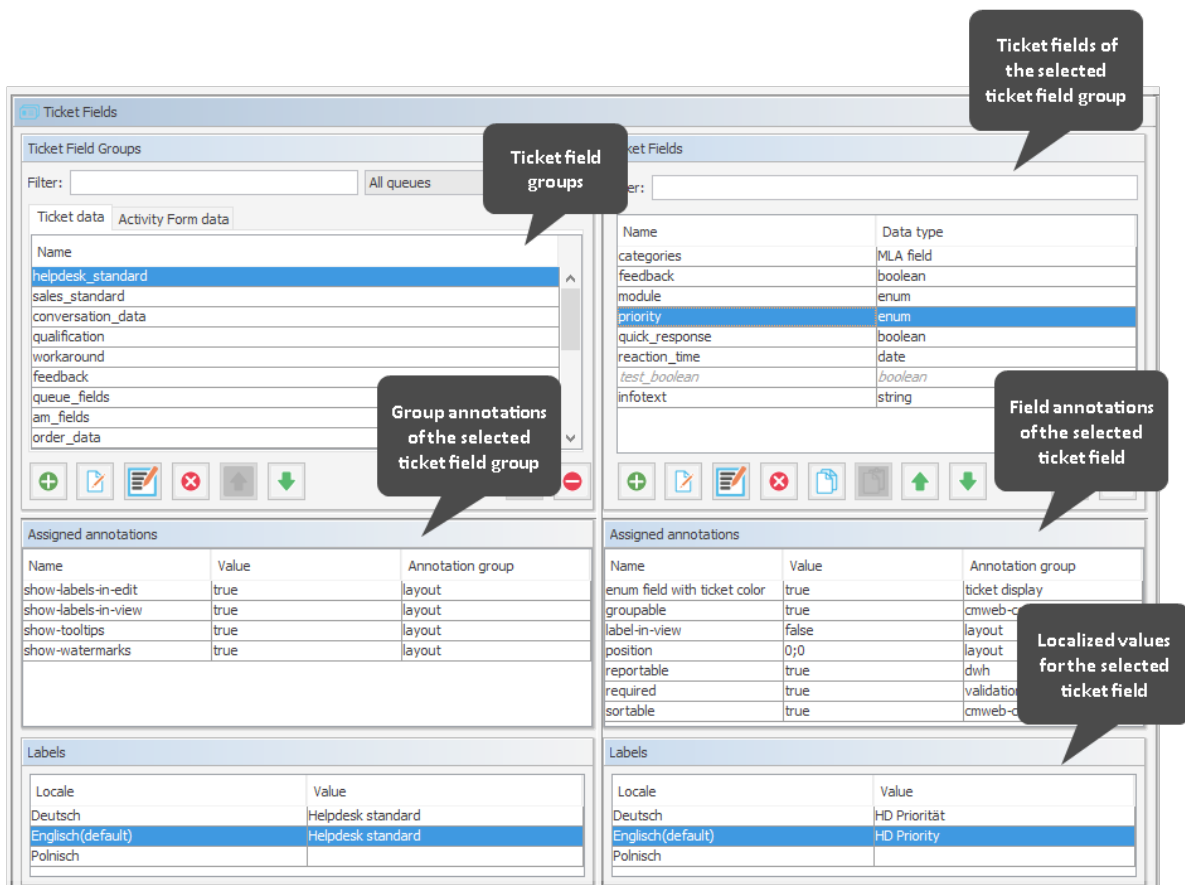 Ticket fields of
the selected
ticket field group
Ticket Fields
Ticket Field Groups
Filter:
All queues
Ticket field
groups
Ticket data
Activity Form data
Name
helpdesk_standard
sales_standard
conversation_data
qualification
workaround
feedback
queue_fields
am_fields
order_data
Group annotations
of the selected
ticket field group
ket Fields
er:
Name Data type
categories MLA field
feedback boolean
module enum
priority enum
quick_response boolean
reaction_time date
test_boolean boolean
infotext string
Field annotations
of the selected
ticket field
Assigned annotations
Name Value Annotation group
show-labels-in-edit true layout
show-labels-in-view true layout
show-tooltips true layout
show-watermarks true layout
Assigned annotations
Name Value Annotation group
enum field with ticket color true ticket display
groupable true cmweb-c
label-in-view false layout
position 0;0 layout
reportable true dwh
required true validation
sortable true cmweb-c
Localized values
for the selected
ticket field
Labels
Locale Value
Deutsch Helpdesk standard
Englisch(default) Helpdesk standard
Polnisch
Labels
Locale Value
Deutsch HD Priorität
Englisch(default) HD Priority
Polnisch